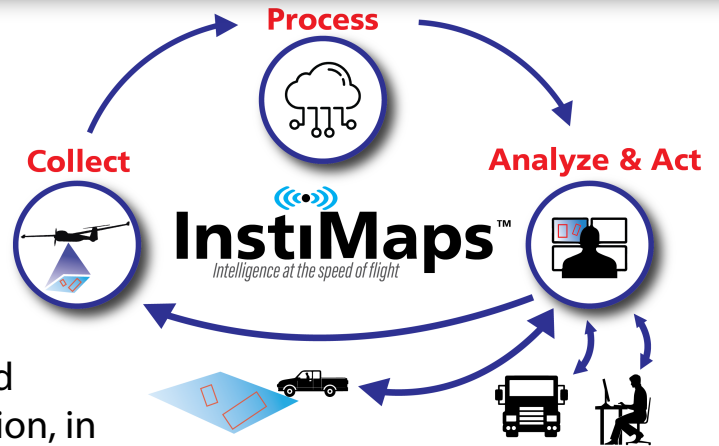 Process
Collect
Analyze & Act
InstiMaps™
Intelligence at the speed of flight
ion, in